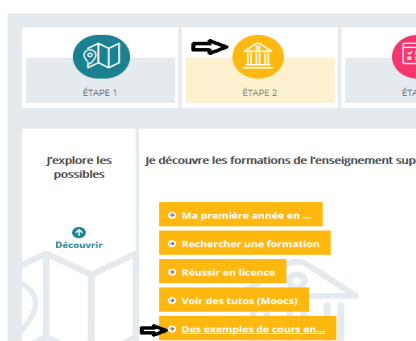 ÉTAPE 1
ÉTAPE 2
J'explore les
possibles
Découvrir
Je découvre les formations de l'enseignement
Ma première année en ...
Rechercher une formation
Réussir en licence
Voir des tutos (Moocs)
Des exemples de cours en...